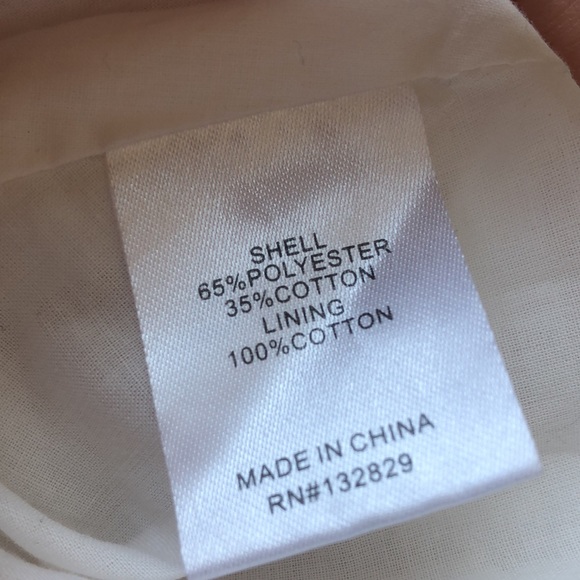 SHELL
65%POLYESTER
35%COTTON
LINING
100%COTTON
MADE IN CHINA
RN#132829